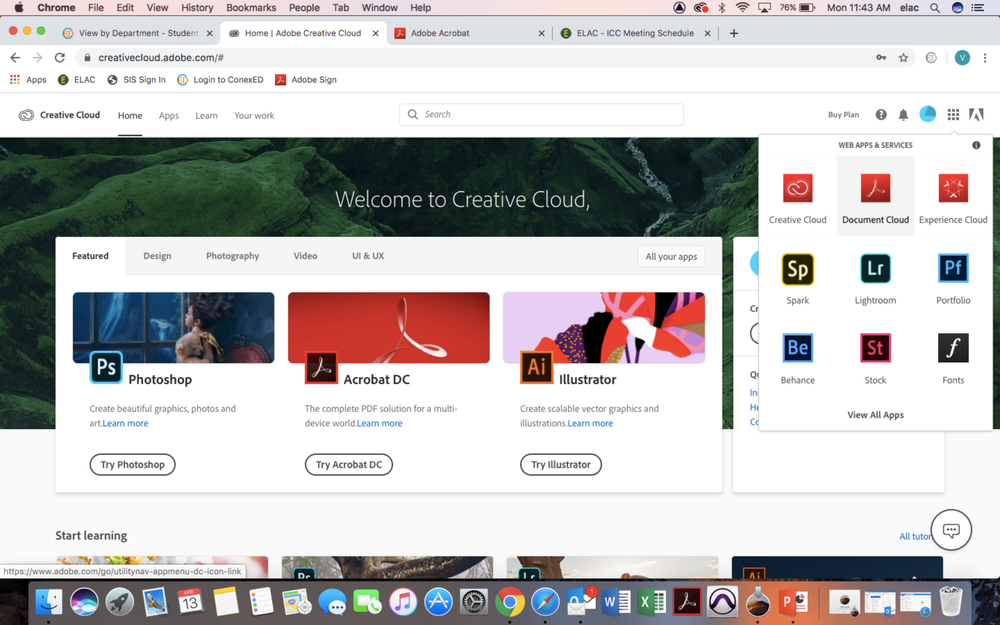 Chrome File Edit View History Bookmarks People Tab Window Help 76% Mon 11:43 AM elac
View by Department - Student Home | Adobe Creative Cloud Adobe Acrobat ELAC - ICC Meeting Schedule
creativecloud.adobe.com/# V
Apps ELAC SIS Sign In Login to ConexED Adobe Sign
Creative Cloud Home Apps Learn Your work Search Buy Plan
WEB APPS & SERVICES
Creative Cloud Document Cloud Experience Cloud
Sp Lr Pf
Spark Lightroom Portfolio
Be St f
Behance Stock Fonts
View All Apps
Welcome to Creative Cloud,
Featured Design Photography Video UI & UX All your apps
Ps Photoshop
Create beautiful graphics, photos and
art.Learn more
Try Photoshop
Acrobat DC
The complete PDF solution for a multi-
device world.Learn more
Try Acrobat DC
Ai Illustrator
Create scalable vector graphics and
illustrations.Learn more
Try Illustrator
Start learning All tutor
https://www.adobe.com/go/utilitynav-appmenu-dc-icon-link
Ps Lr Ai
APR
13
1
W X P